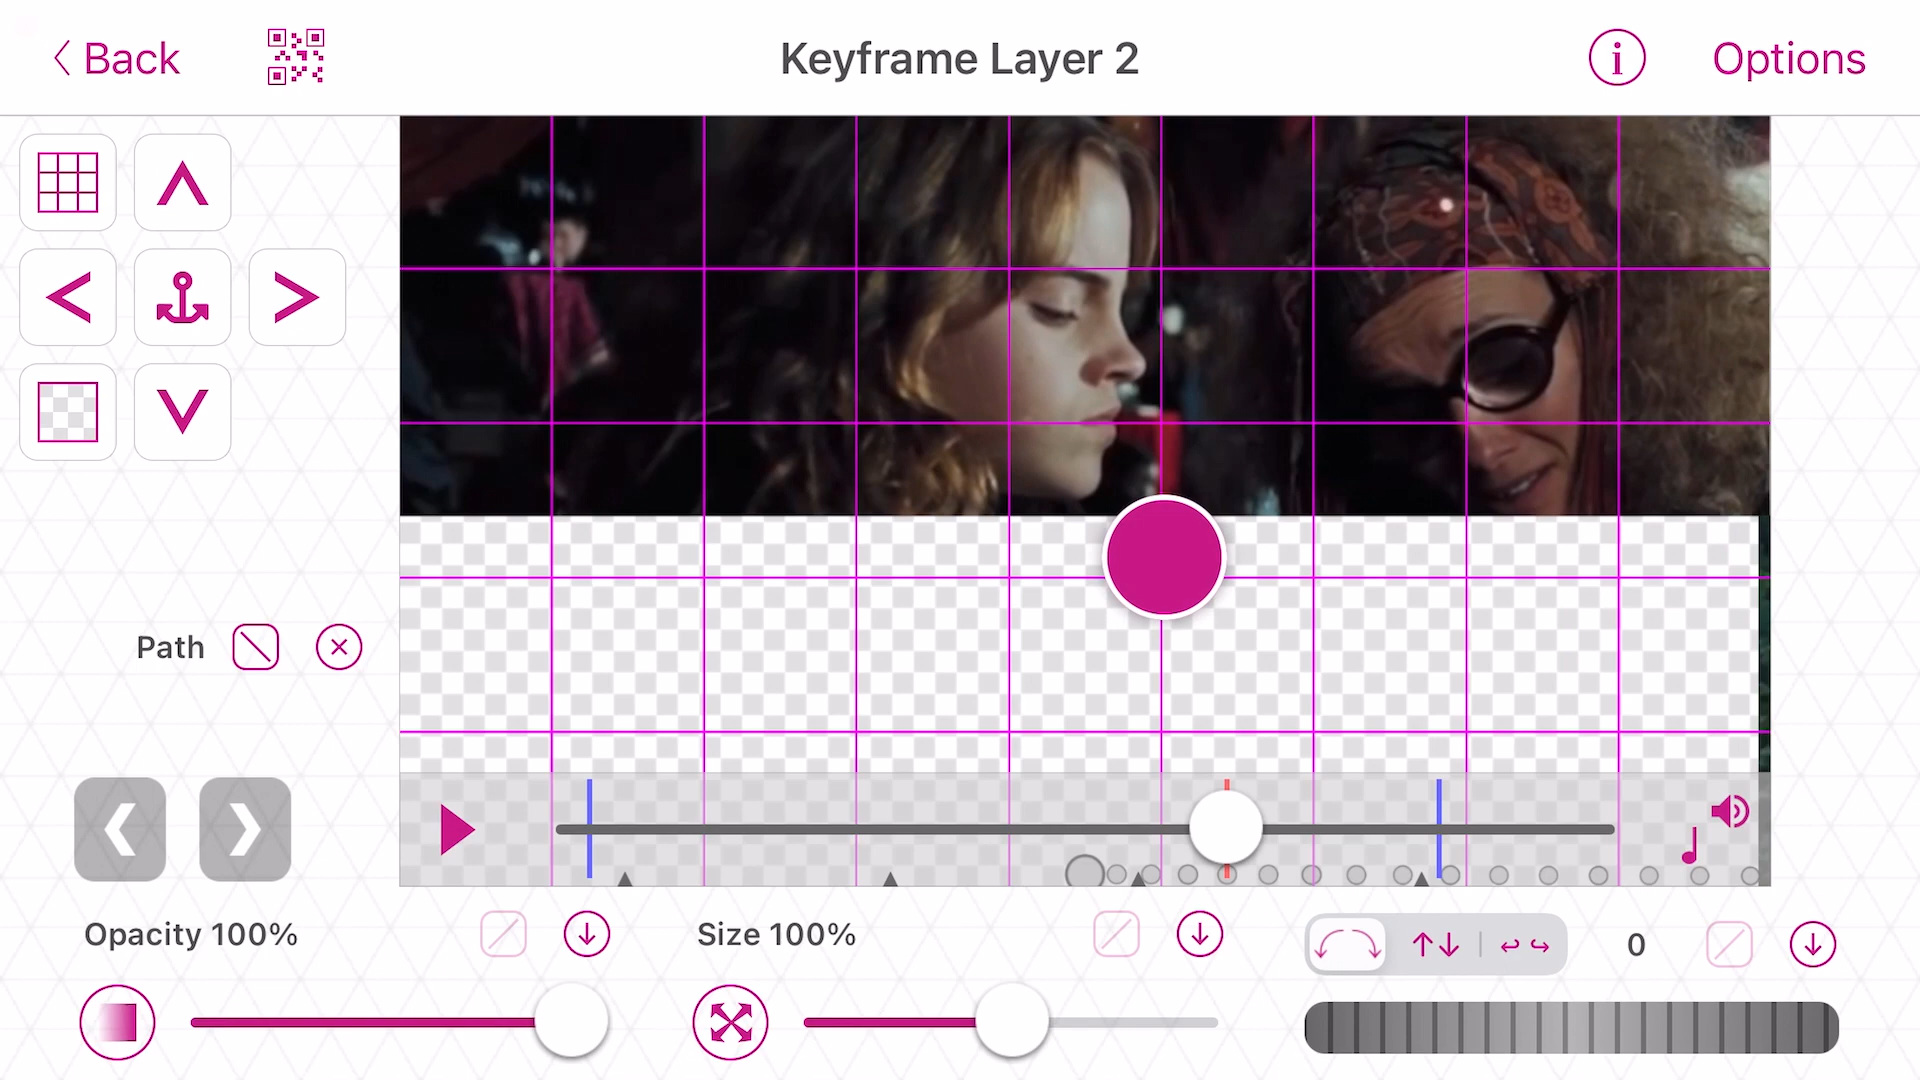 Back
Keyframe Layer 2
i
Options
Path
Opacity 100%
Size 100%
0